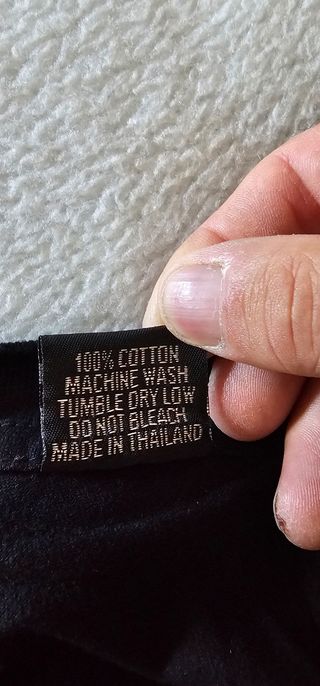 100% COTTON
MACHINE WASH
TUMBLE DRY LOW
DO NOT BLEACH
MADE IN THAILAND